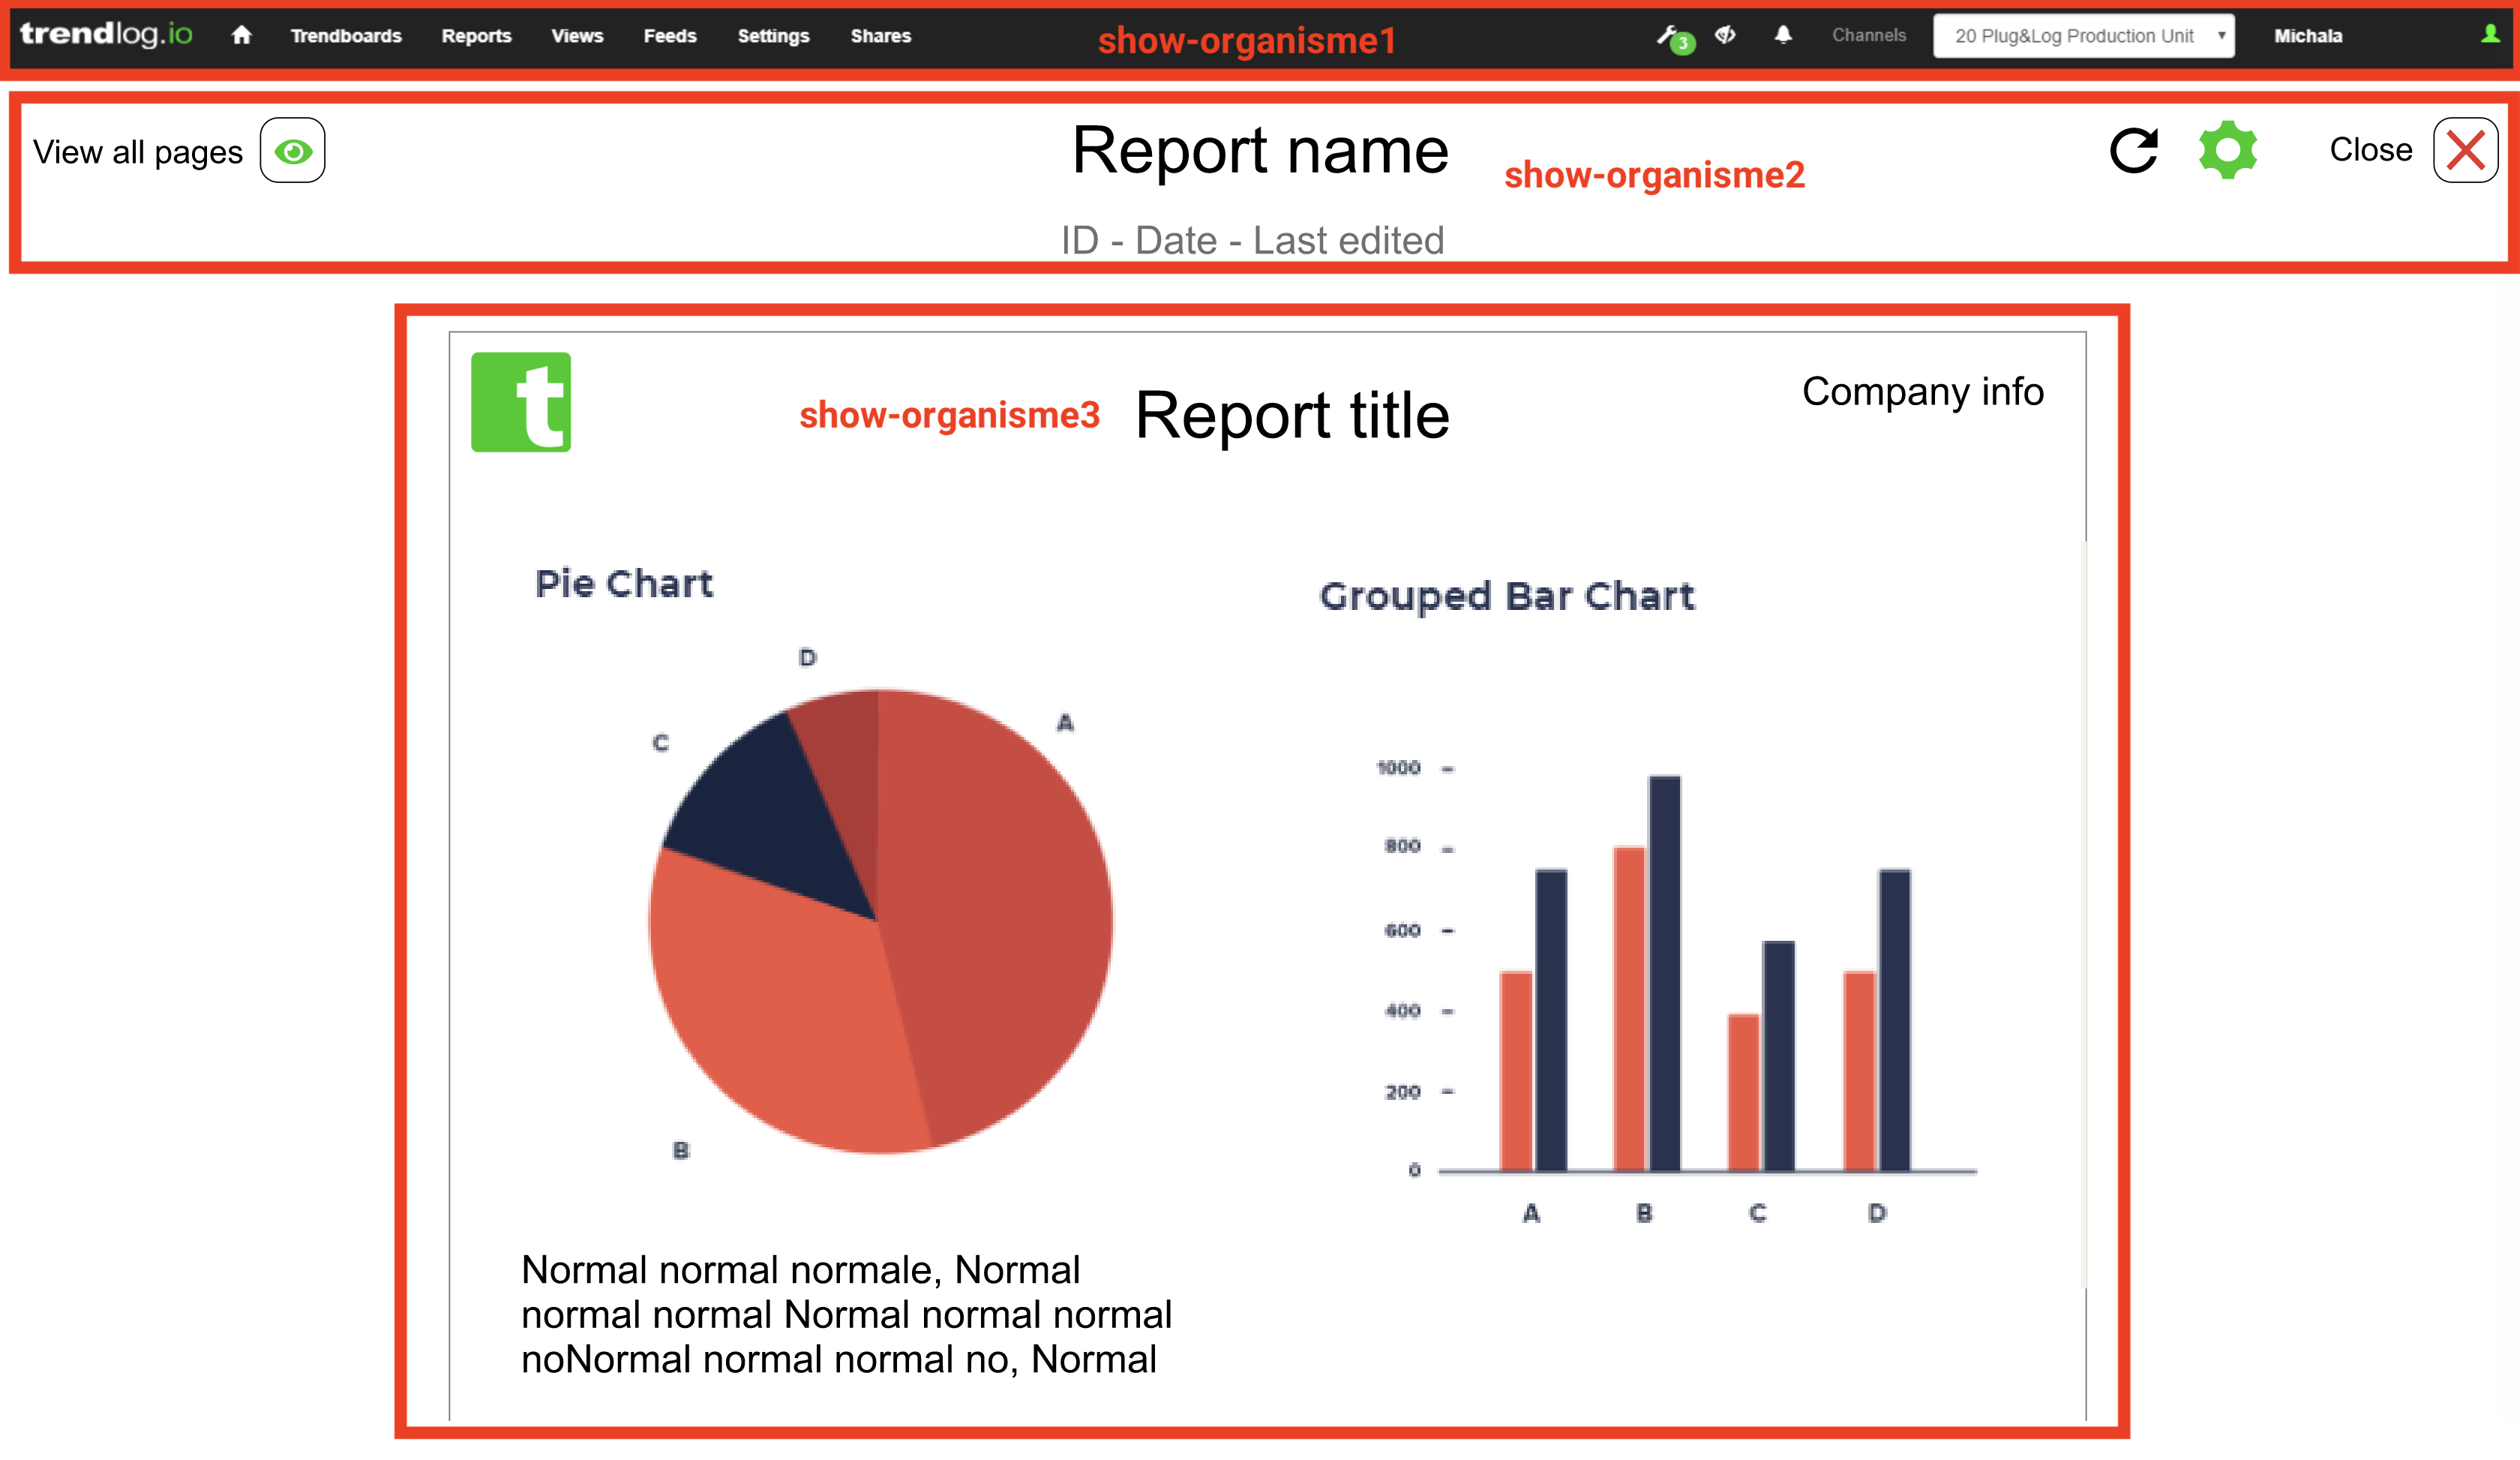 trendlog.io Trendboards Reports Views Feeds Settings Shares show-organisme1 3 Channels 20 Plug&Log Production Unit Michala
View all pages Report name show-organisme2 Close
ID - Date - Last edited
t show-organisme3 Report title Company info
Pie Chart
D
A
C
B
Grouped Bar Chart
1000
800
600
400
200
0
A B C D
Normal normal normale, Normal
normal normal Normal normal normal
noNormal normal normal no, Normal